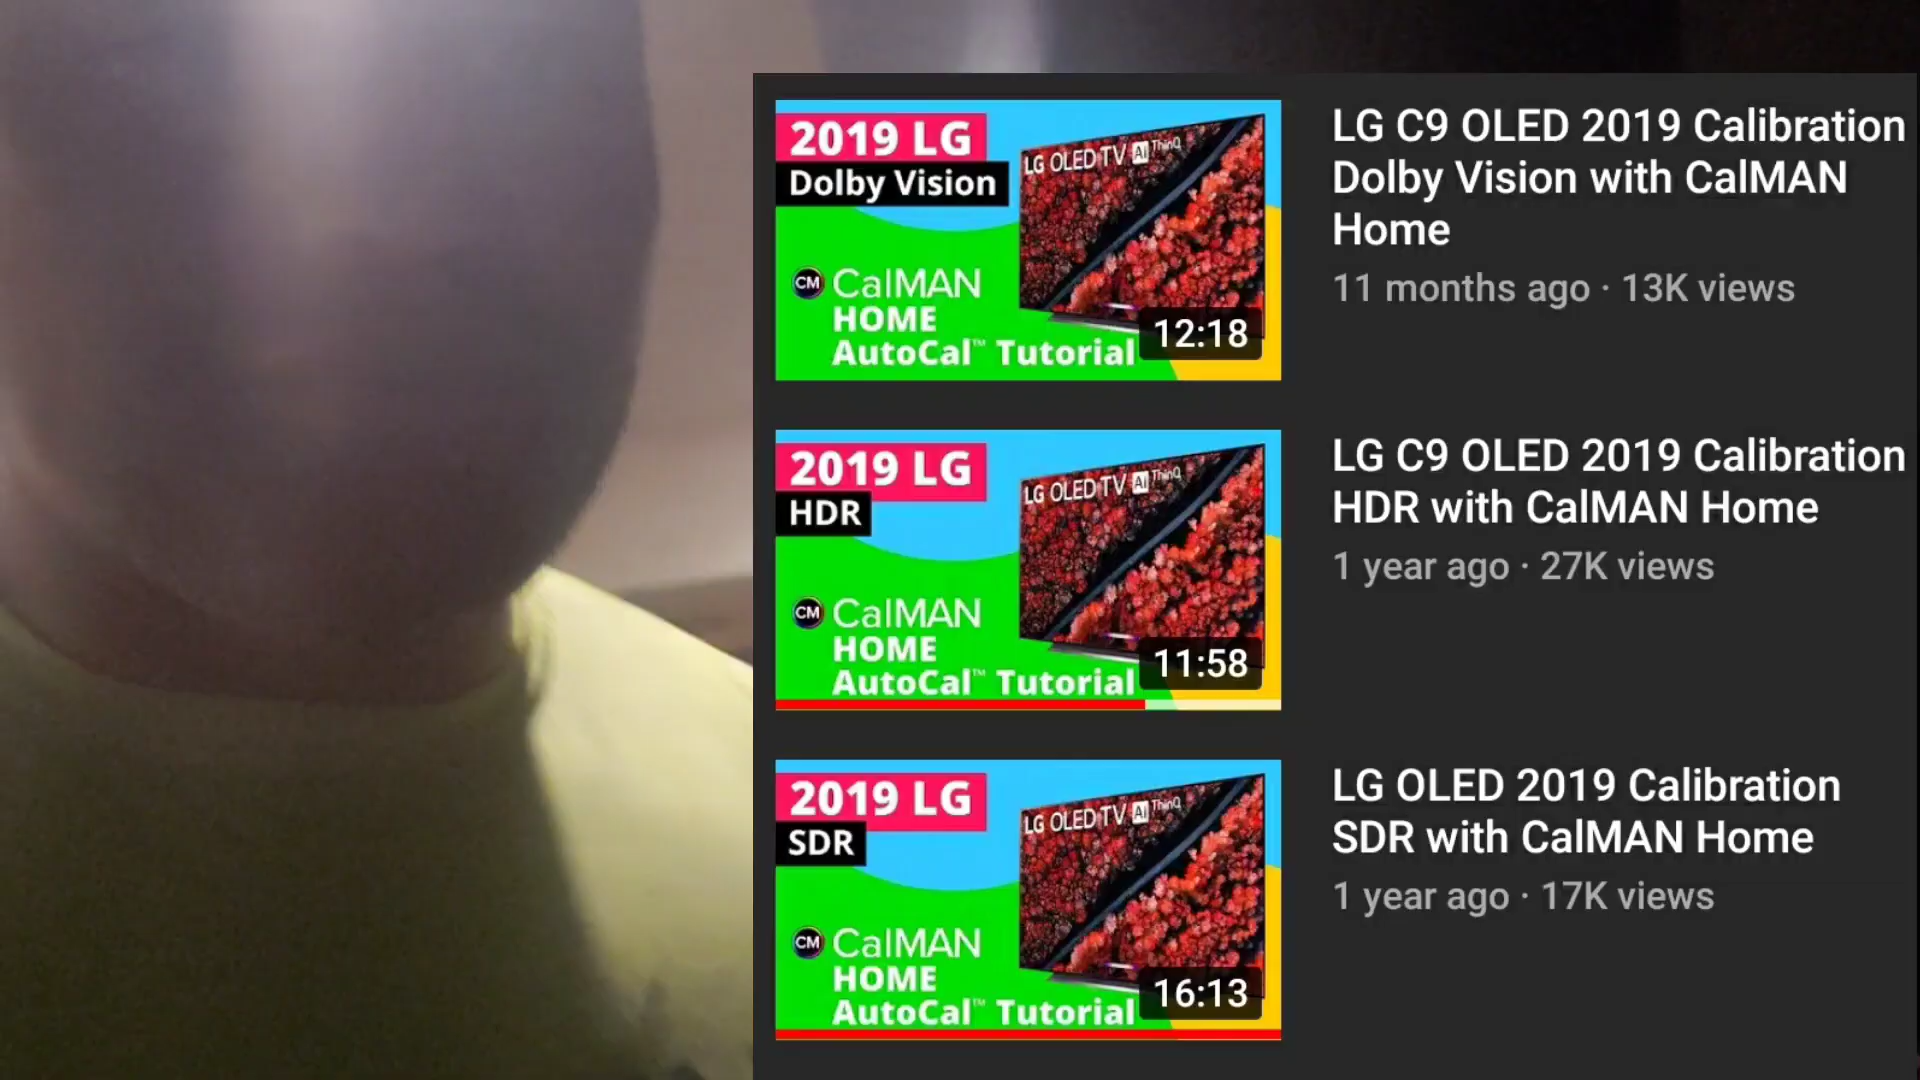 2019 LG
Dolby Vision
LG OLED TV AI ThinQ
CM CalMAN
HOME
AutoCal™ Tutorial
12:18
LG C9 OLED 2019 Calibration
Dolby Vision with CalMAN
Home
11 months ago · 13K views
2019 LG
HDR
LG OLED TV AI ThinQ
CM CalMAN
HOME
AutoCal™ Tutorial
11:58
LG C9 OLED 2019 Calibration
HDR with CalMAN Home
1 year ago · 27K views
2019 LG
SDR
LG OLED TV AI ThinQ
CM CalMAN
HOME
AutoCal™ Tutorial
16:13
LG OLED 2019 Calibration
SDR with CalMAN Home
1 year ago · 17K views